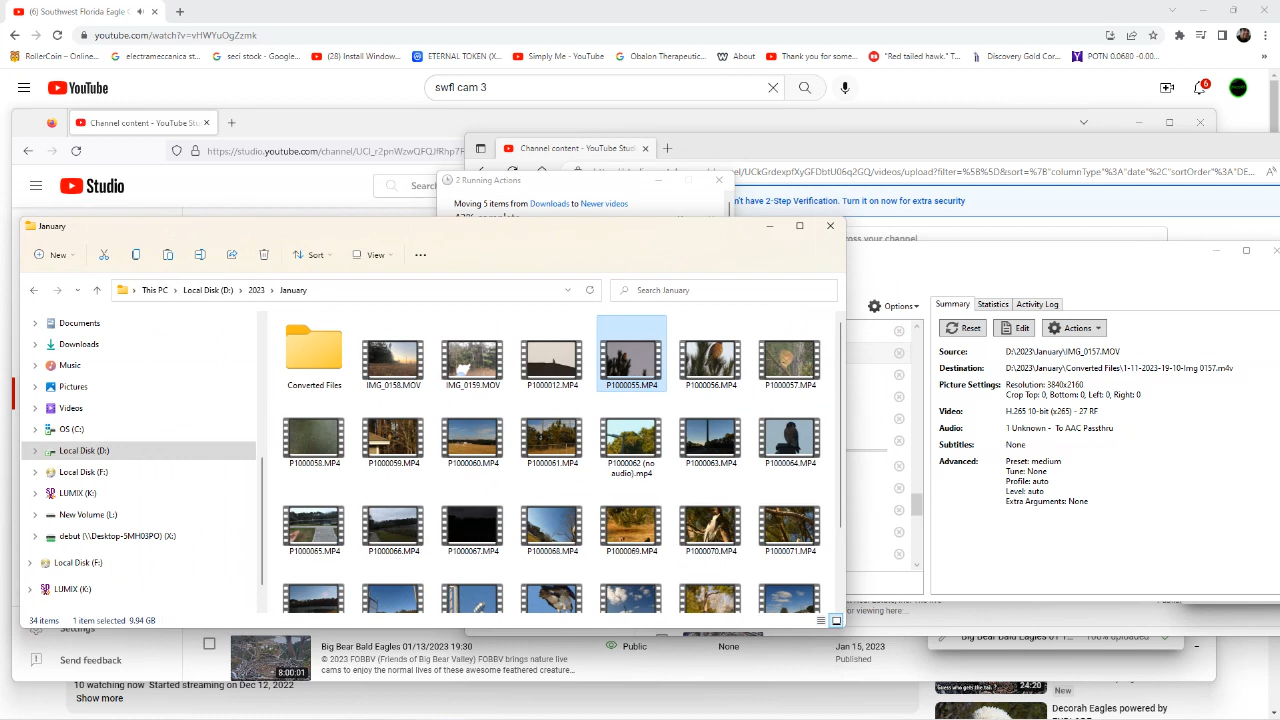 (6) Southwest Florida Eagle C
youtube.com/watch?v=vHWYuOgZzmk
RollerCoin – Online...
electrameccanica st...
seci stock - Google...
(28) Install Window...
ETERNAL TOKEN (ET...
Simply Me - YouTube
Obalon Therapeutic...
About
Thank you for some...
"Red tailed hawk." T...
Discovery Gold Cor...
POTN 0.0680 -0.00...
YouTube
swfl cam 3
6
Channel content - YouTube Stu
Channel content - YouTube Studi
https://studio.youtube.com/channel/UCl_r2pnWzwQFQJfRhp7F
Studio
Searc
2 Running Actions
Moving 5 items from Downloads to Newer videos
't have 2-Step Verification. Turn it on now for extra security
cross your channel
January
New
Sort
View
This PC
Local Disk (D:)
2023
January
Search January
Documents
Downloads
Music
Pictures
Videos
OS (C:)
Local Disk (D:)
Local Disk (F:)
LUMIX (K:)
New Volume (L:)
debut (\\Desktop-5MH03PO) (X:)
Local Disk (F:)
LUMIX (K:)
Converted Files
IMG_0158.MOV
IMG_0159.MOV
P1000012.MP4
P1000055.MP4
P1000056.MP4
P1000057.MP4
P1000058.MP4
P1000059.MP4
P1000060.MP4
P1000061.MP4
P1000062 (no
audio).mp4
P1000063.MP4
P1000064.MP4
P1000065.MP4
P1000066.MP4
P1000067.MP4
P1000068.MP4
P1000069.MP4
P1000070.MP4
P1000071.MP4
34 items
1 item selected 9.94 GB
Options
Summary
Statistics
Activity Log
Reset
Edit
Actions
Source:
D:\2023\January\IMG_0157.MOV
Destination:
D:\2023\January\Converted Files\1-11-2023-19-10-Img 0157.m4v
Picture Settings:
Resolution: 3840x2160
Crop Top: 0, Bottom: 0, Left: 0, Right: 0
Video:
H.265 10-bit (x265) - 27 RF
Audio:
1 Unknown - To AAC Passthru
Subtitles:
None
Advanced:
Preset: medium
Tune: None
Profile: auto
Level: auto
Extra Arguments: None
or viewing here:...
Send feedback
8:00:01
Big Bear Bald Eagles 01/13/2023 19:30
© 2023 FOBBV (Friends of Big Bear Valley) FOBBV brings nature live
cams to enjoy the normal lives of these awesome feathered creature...
Public
None
Jan 15, 2023
Published
10 watching now Started streaming on Dec 12, 2022
Show more
24:20
New
Decorah Eagles powered by